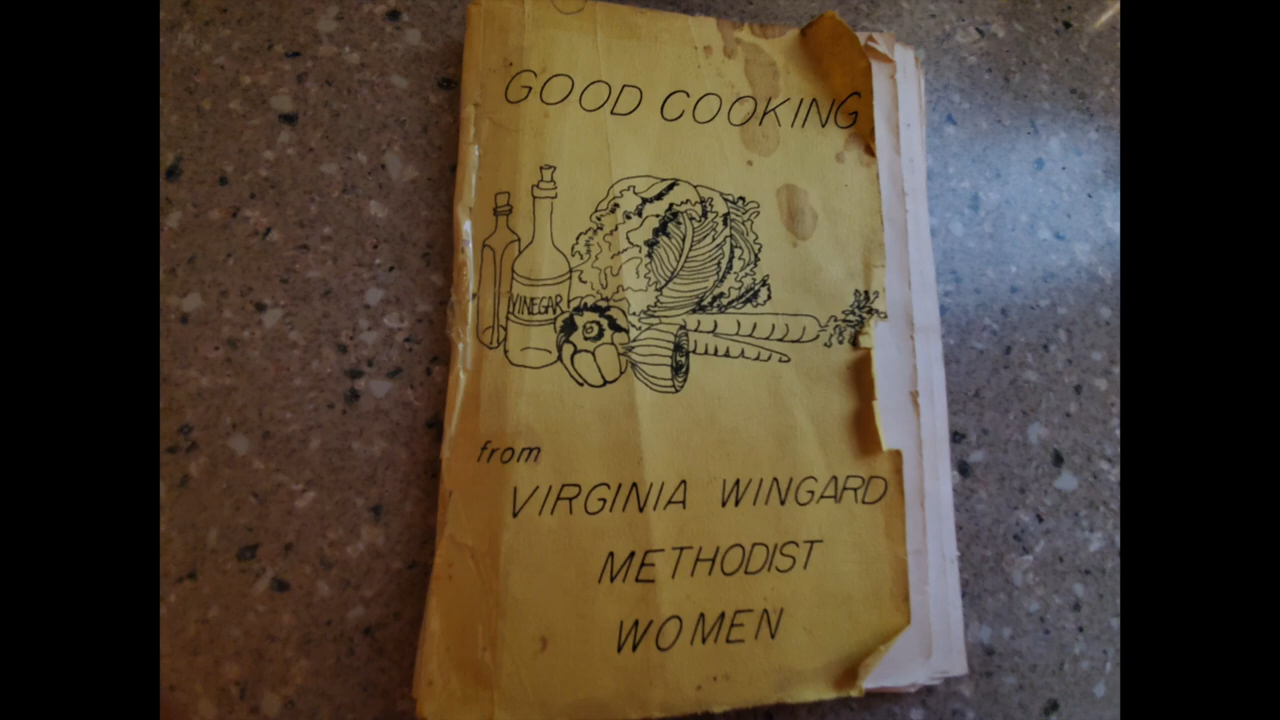 GOOD COOKING
VINEGAR
from
VIRGINIA WINGARD
METHODIST
WOMEN